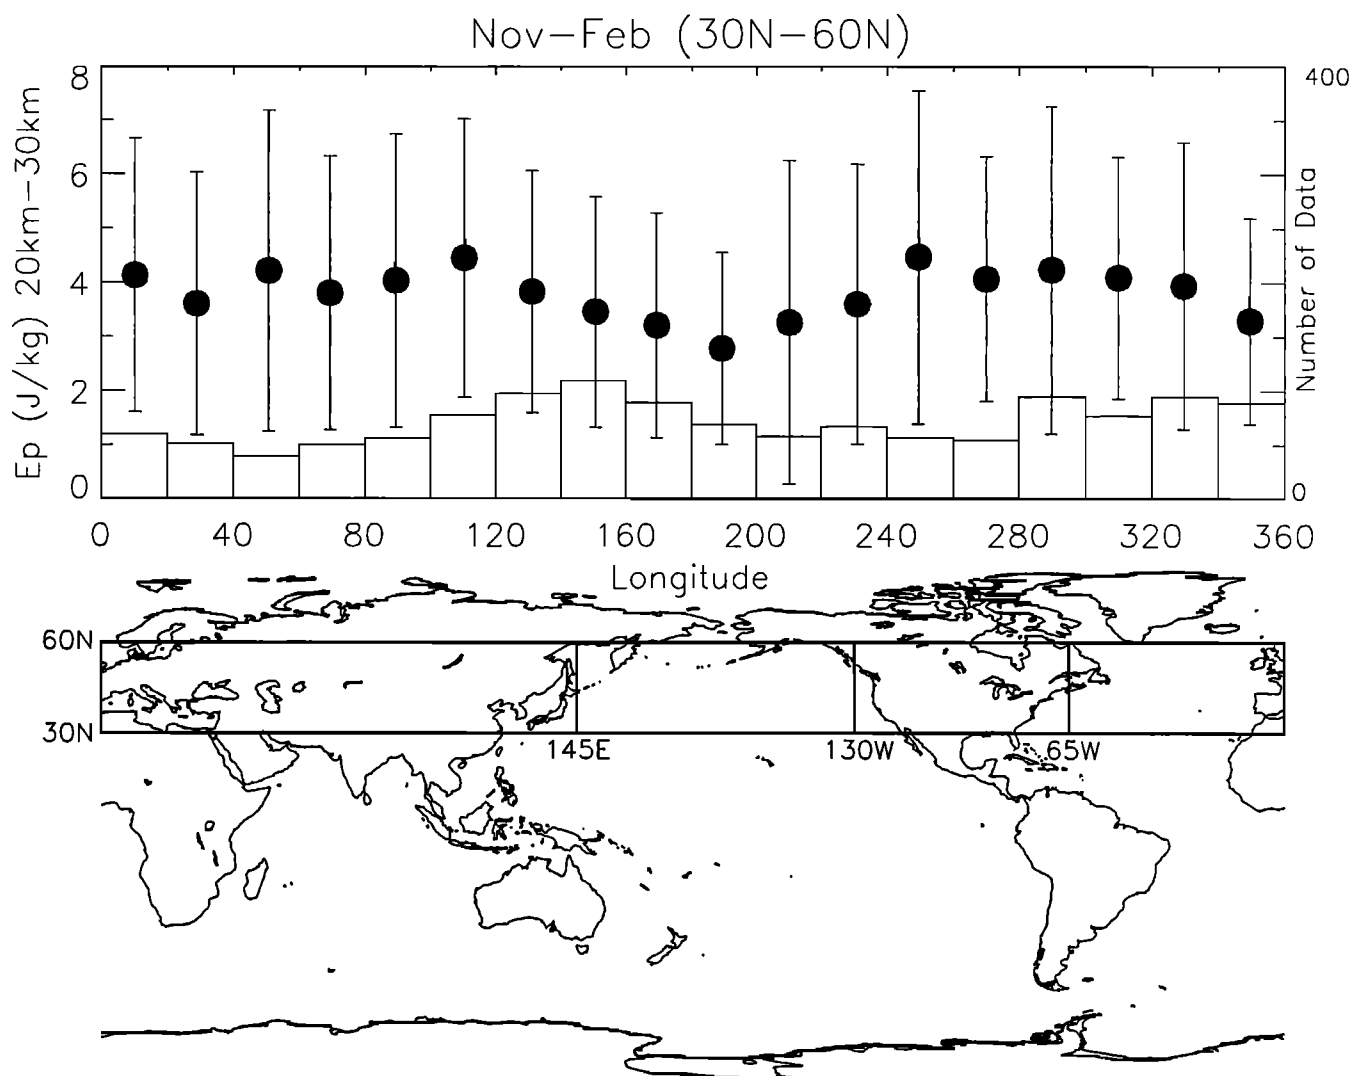 Nov-Feb (30N-60N)
Ep (J/kg) 20km-30km
8
6
4
2
0
400
0
Number of Data
0 40 80 120 160 200 240 280 320 360
Longitude
60N
30N
145E 130W 65W